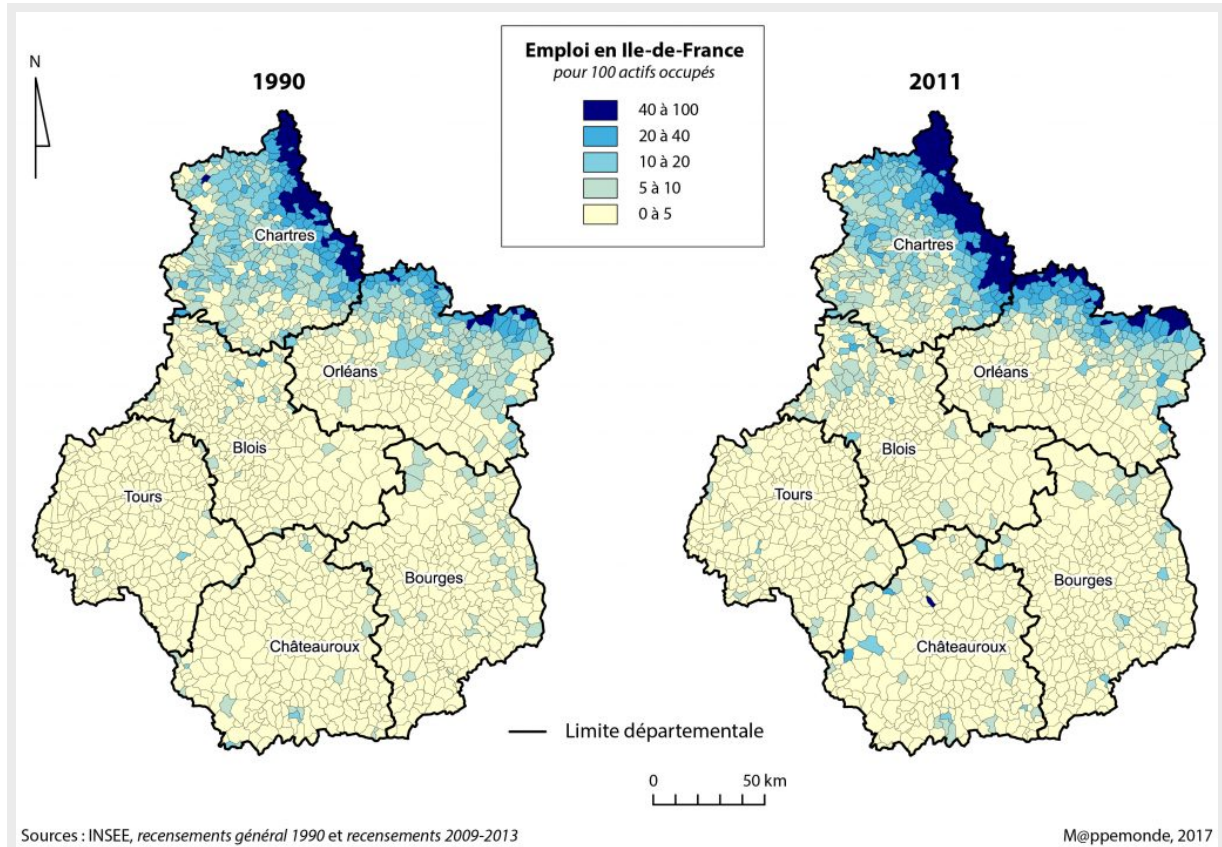 Emploi en Ile-de-France
pour 100 actifs occupés
40 à 100
20 à 40
10 à 20
5 à 10
0 à 5
N
1990
2011
Chartres
Orléans
Blois
Tours
Bourges
Châteauroux
Chartres
Orléans
Blois
Tours
Bourges
Châteauroux
Limite départementale
0 50 km
Sources : INSEE, recensements général 1990 et recensements 2009-2013
M@ppemonde, 2017